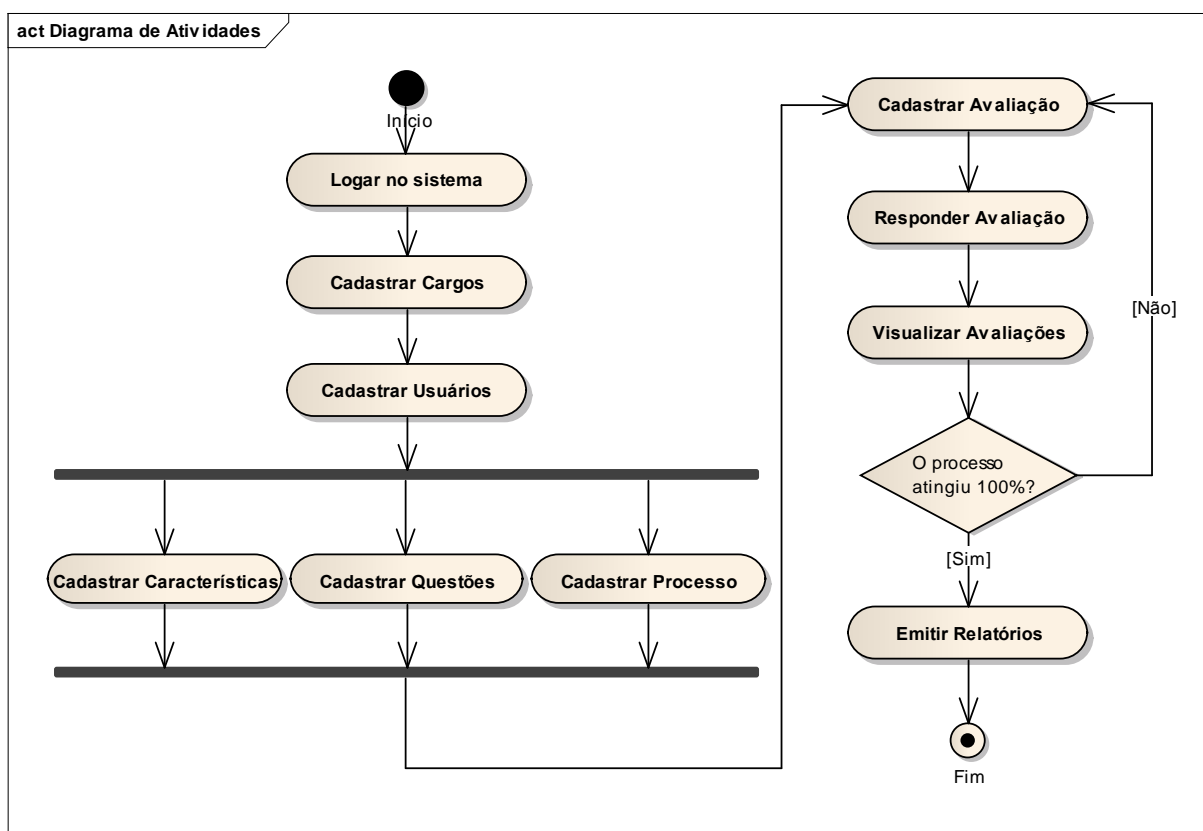 act Diagrama de Atividades
Início
Logar no sistema
Cadastrar Cargos
Cadastrar Usuários
Cadastrar Características
Cadastrar Questões
Cadastrar Processo
Cadastrar Avaliação
Responder Avaliação
Visualizar Avaliações
[Não]
O processo
atingiu 100%?
[Sim]
Emitir Relatórios
Fim